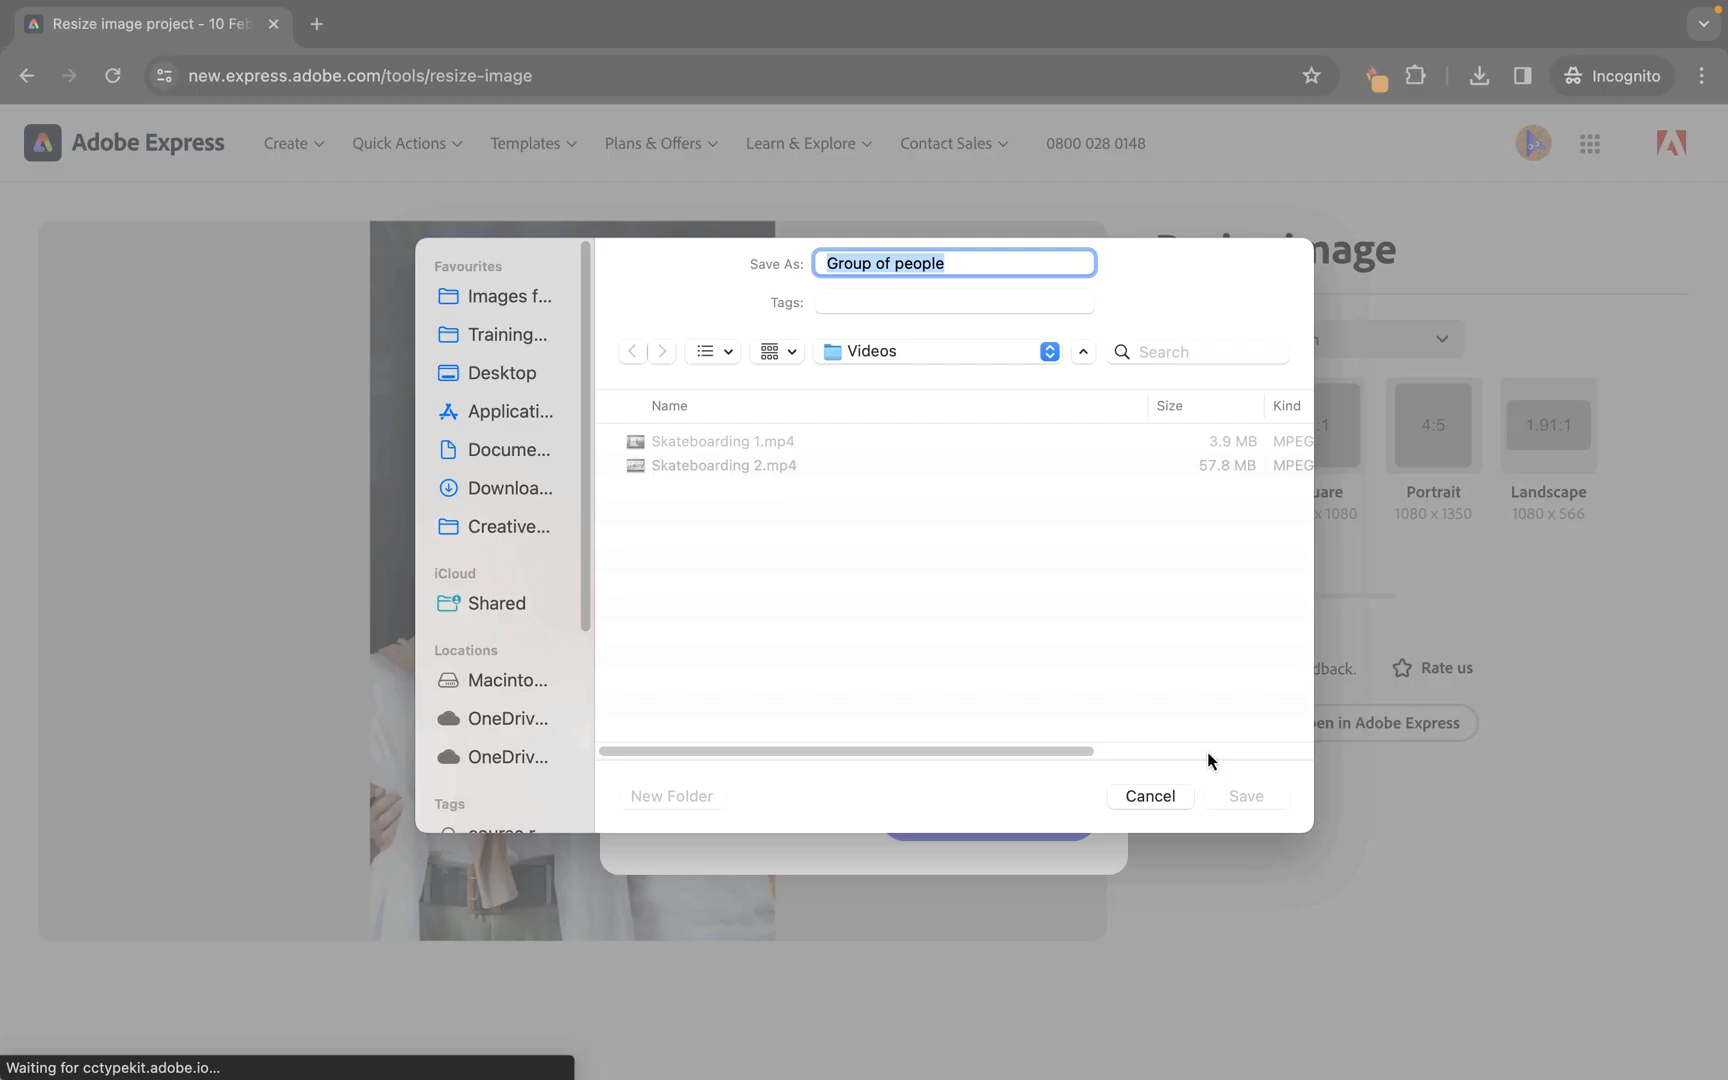 Resize image project - 10 Feb
new.express.adobe.com/tools/resize-image
Incognito
Adobe Express
Create
Quick Actions
Templates
Plans & Offers
Learn & Explore
Contact Sales
0800 028 0148
Favourites
Images f...
Training...
Desktop
Applicati...
Docume...
Downloa...
Creative...
iCloud
Shared
Locations
Macinto...
OneDriv...
OneDriv...
Tags
Save As: Group of people
Tags:
Videos
Search
Name Size Kind
Skateboarding 1.mp4 3.9 MB MPEG
Skateboarding 2.mp4 57.8 MB MPEG
New Folder
Cancel
Save
mage
:1
4:5
1.91:1
uare
x 1080
Portrait
1080 x 1350
Landscape
1080 x 566
dback.
Rate us
en in Adobe Express
Waiting for cctypekit.adobe.io...